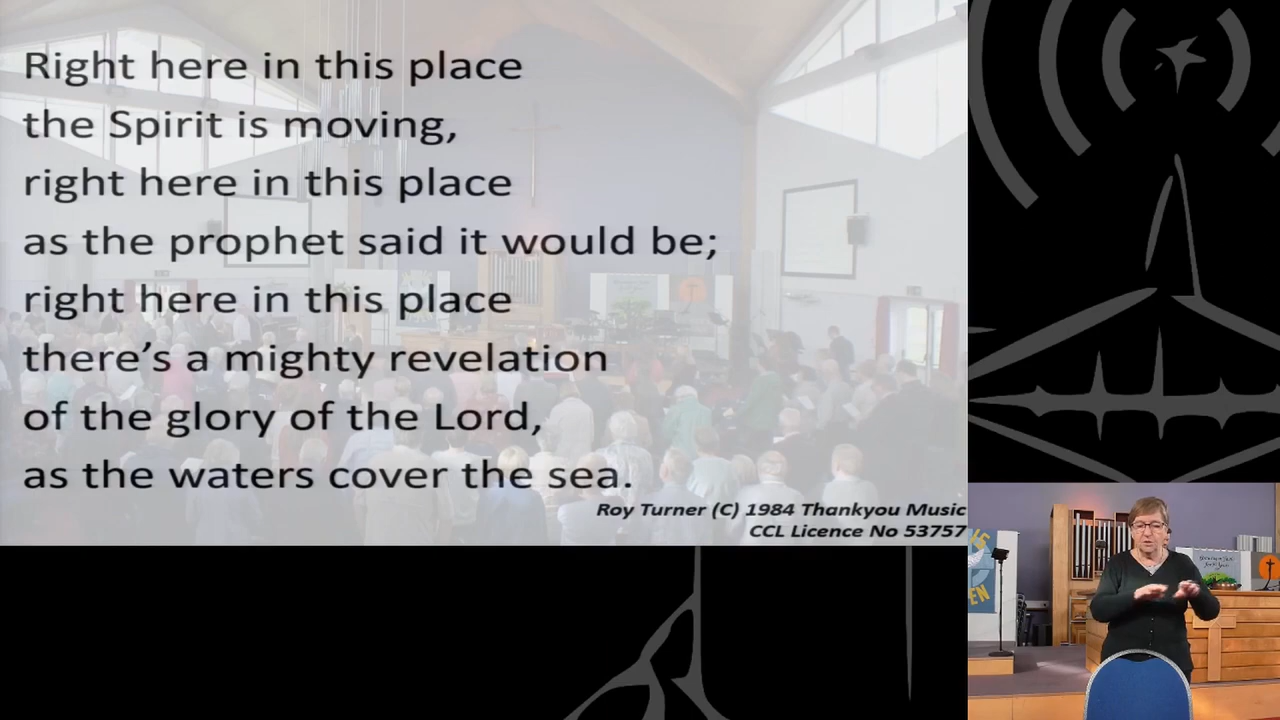 Right here in this place
the Spirit is moving,
right here in this place
as the prophet said it would be;
right here in this place
there’s a mighty revelation
of the glory of the Lord,
as the waters cover the sea.
Roy Turner (C) 1984 Thankyou Music
CCL Licence No 53757